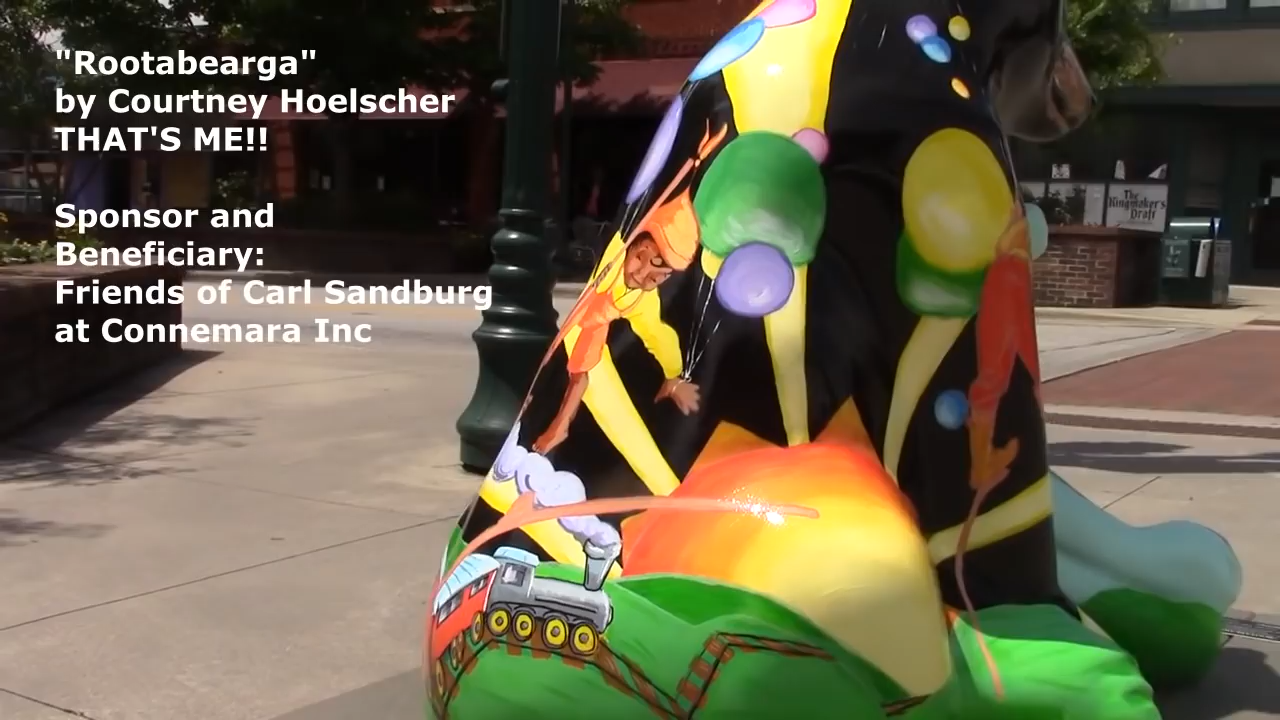 "Rootabearga"
by Courtney Hoelscher
THAT'S ME!!
Sponsor and
Beneficiary:
Friends of Carl Sandburg
at Connemara Inc
The
Kingmaker's
Draft